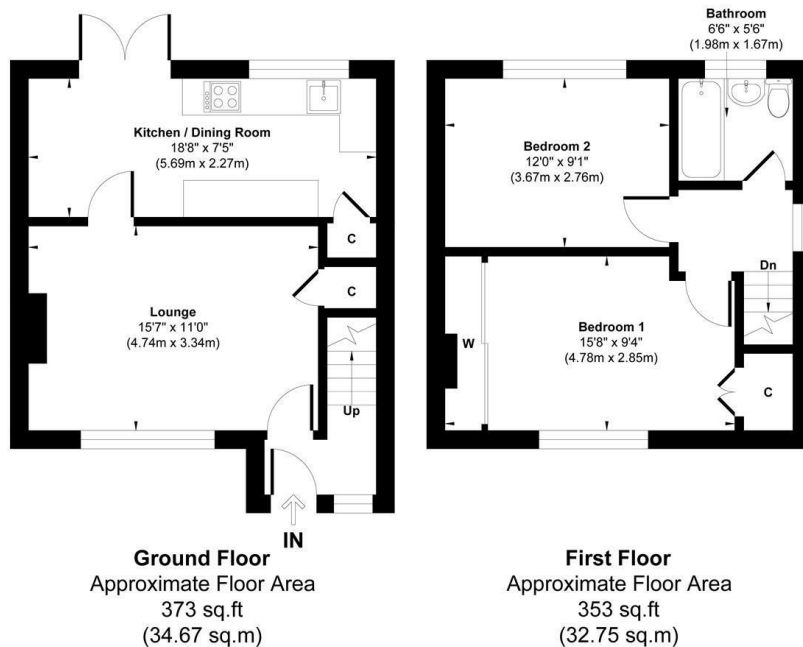 Kitchen / Dining Room
18'8" x 7'5"
(5.69m x 2.27m)
C
C
Lounge
15'7" x 11'0"
(4.74m x 3.34m)
Up
IN
Ground Floor
Approximate Floor Area
373 sq.ft
(34.67 sq.m)
Bathroom
6'6" x 5'6"
(1.98m x 1.67m)
Bedroom 2
12'0" x 9'1"
(3.67m x 2.76m)
Dn
W
Bedroom 1
15'8" x 9'4"
(4.78m x 2.85m)
C
First Floor
Approximate Floor Area
353 sq.ft
(32.75 sq.m)